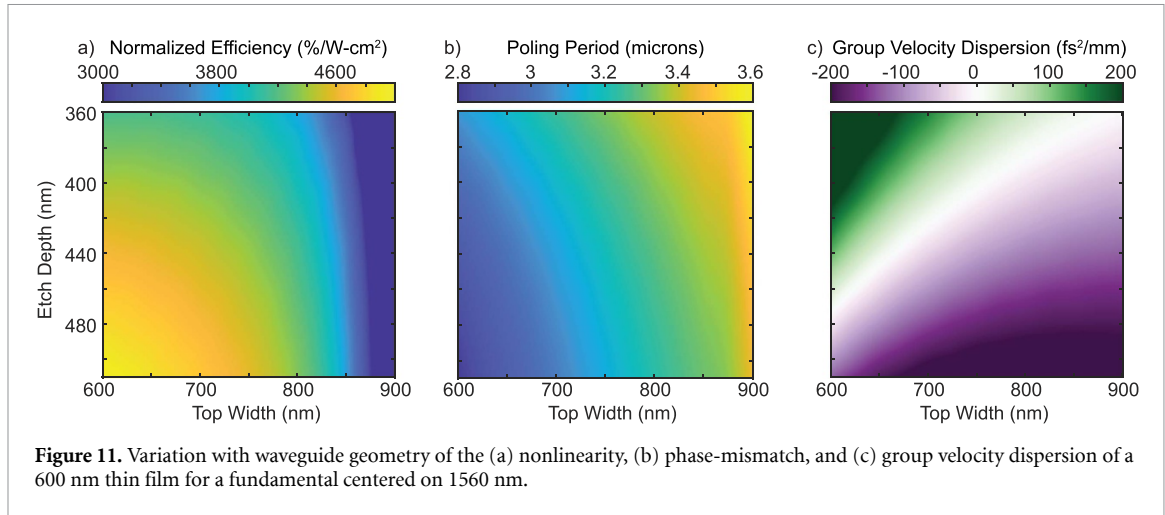 a) Normalized Efficiency (%/W-cm²)
3000 3800 4600
b) Poling Period (microns)
2.8 3 3.2 3.4 3.6
c) Group Velocity Dispersion (fs²/mm)
-200 -100 0 100 200
360
400
440
480
Etch Depth (nm)
600 700 800 900
Top Width (nm)
600 700 800 900
Top Width (nm)
600 700 800 900
Top Width (nm)
Figure 11. Variation with waveguide geometry of the (a) nonlinearity, (b) phase-mismatch, and (c) group velocity dispersion of a
600 nm thin film for a fundamental centered on 1560 nm.